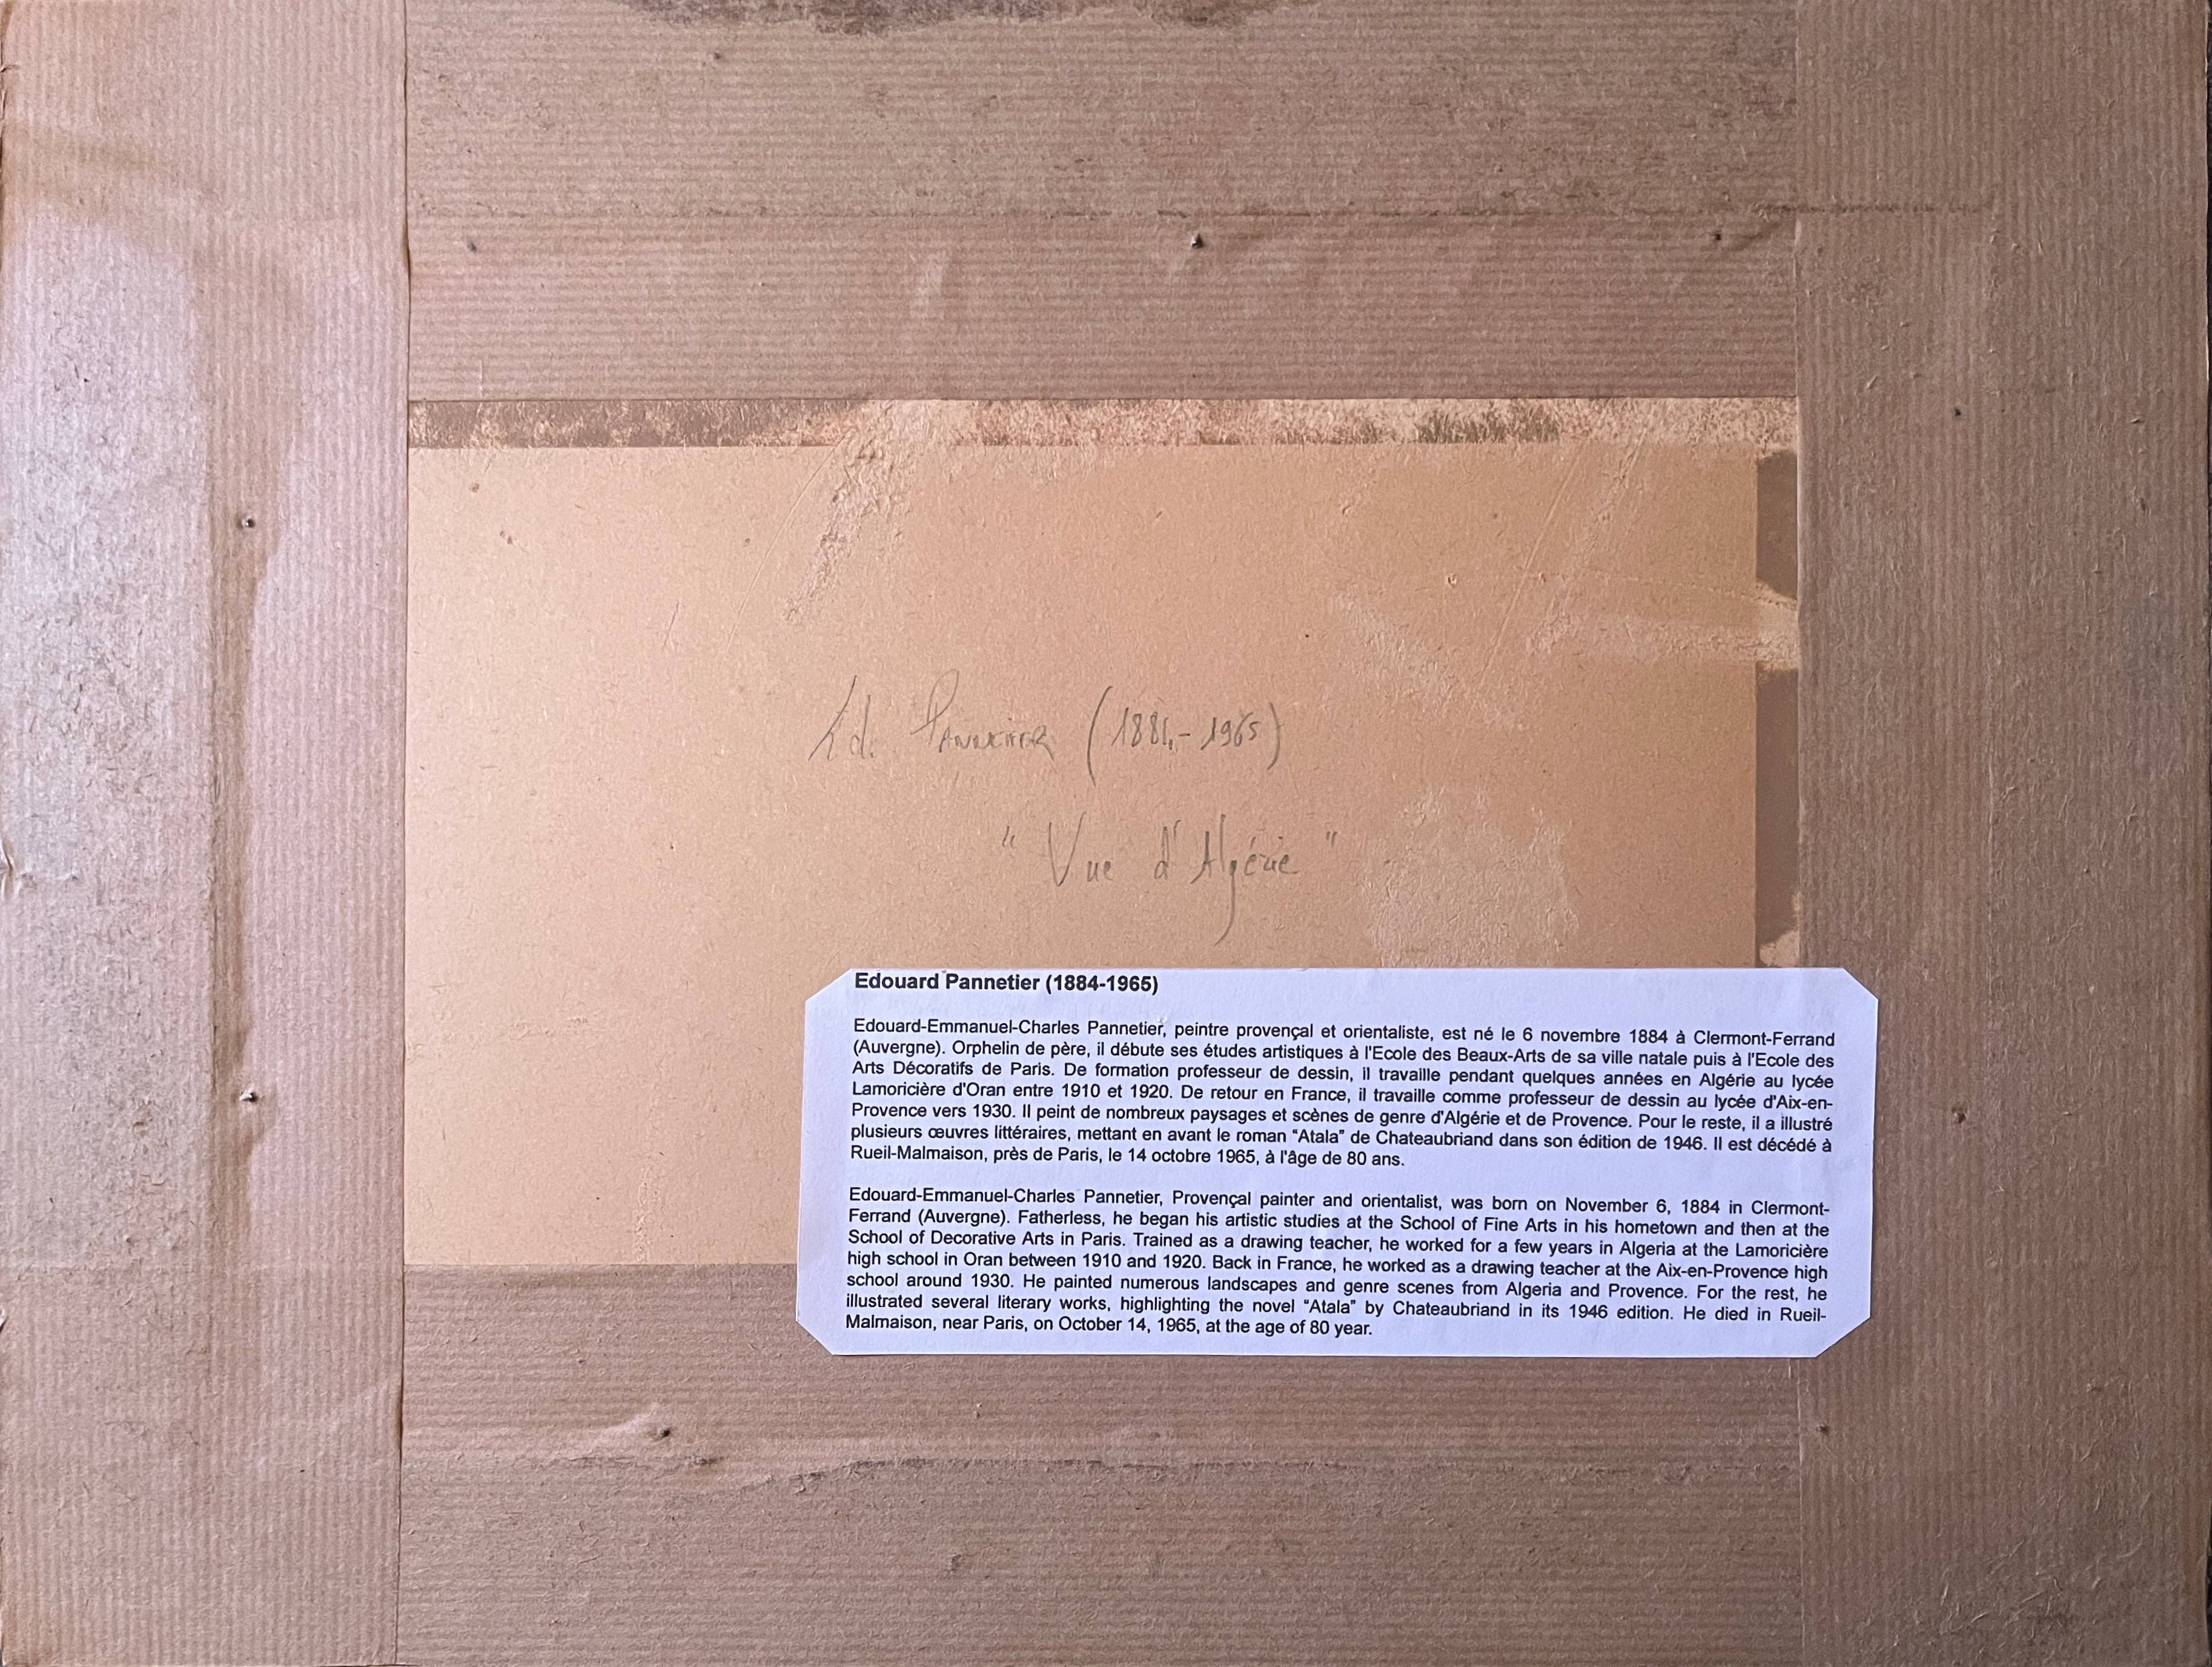 Ed. Pannetier (1884-1965)
" Vue d'Algérie "
Edouard Pannetier (1884-1965)
Edouard-Emmanuel-Charles Pannetier, peintre provençal et orientaliste, est né le 6 novembre 1884 à Clermont-Ferrand
(Auvergne). Orphelin de père, il débute ses études artistiques à l'Ecole des Beaux-Arts de sa ville natale puis à l'Ecole des
Arts Décoratifs de Paris. De formation professeur de dessin, il travaille pendant quelques années en Algérie au lycée
Lamoricière d'Oran entre 1910 et 1920. De retour en France, il travaille comme professeur de dessin au lycée d'Aix-en-
Provence vers 1930. Il peint de nombreux paysages et scènes de genre d'Algérie et de Provence. Pour le reste, il a illustré
plusieurs œuvres littéraires, mettant en avant le roman “Atala” de Chateaubriand dans son édition de 1946. Il est décédé à
Rueil-Malmaison, près de Paris, le 14 octobre 1965, à l'âge de 80 ans.
Edouard-Emmanuel-Charles Pannetier, Provençal painter and orientalist, was born on November 6, 1884 in Clermont-
Ferrand (Auvergne). Fatherless, he began his artistic studies at the School of Fine Arts in his hometown and then at the
School of Decorative Arts in Paris. Trained as a drawing teacher, he worked for a few years in Algeria at the Lamoricière
high school in Oran between 1910 and 1920. Back in France, he worked as a drawing teacher at the Aix-en-Provence high
school around 1930. He painted numerous landscapes and genre scenes from Algeria and Provence. For the rest, he
illustrated several literary works, highlighting the novel “Atala” by Chateaubriand in its 1946 edition. He died in Rueil-
Malmaison, near Paris, on October 14, 1965, at the age of 80 year.